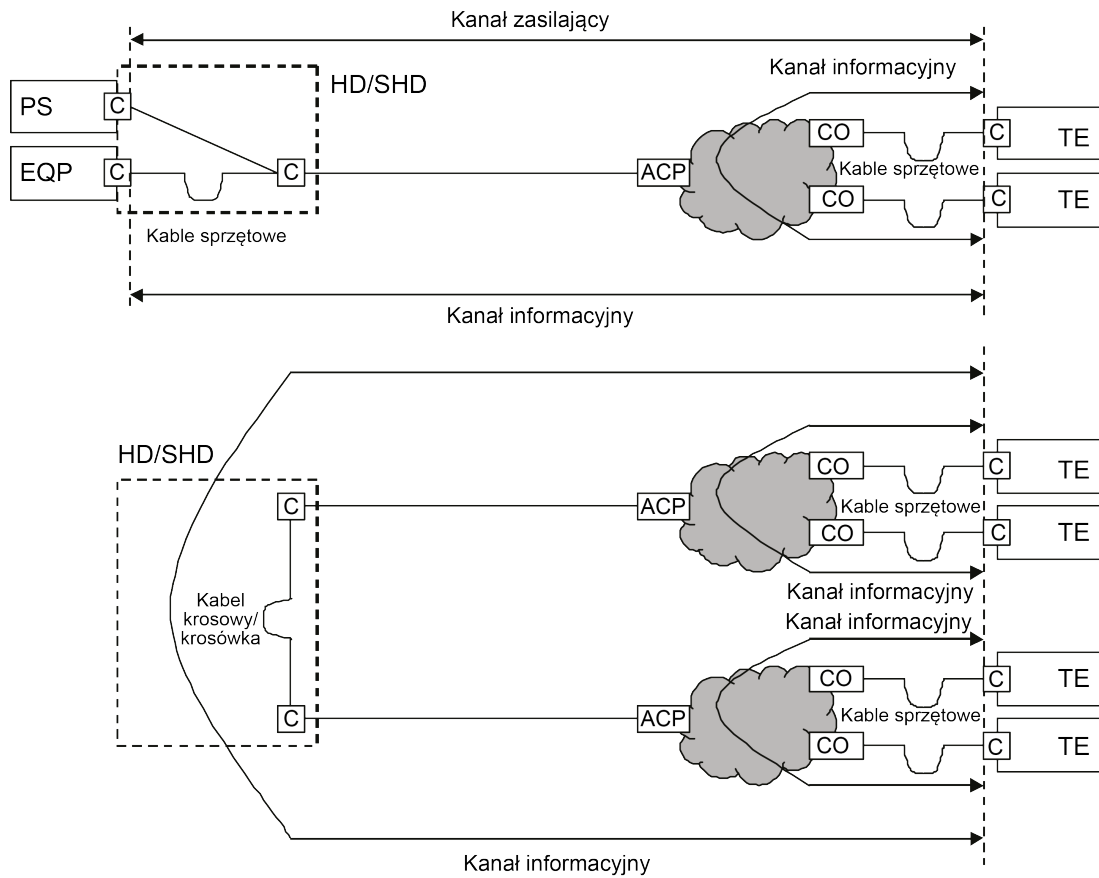 Kanał zasilający
Kanał informacyjny
HD/SHD
PS
C
CO
C
TE
EQP
C
C
ACP
Kable sprzętowe
CO
C
TE
Kable sprzętowe
Kanał informacyjny
HD/SHD
CO
C
TE
C
ACP
Kable sprzętowe
CO
C
TE
Kanał informacyjny
Kabel
krosowy/
krosówka
Kanał informacyjny
CO
C
TE
C
ACP
Kable sprzętowe
CO
C
TE
Kanał informacyjny